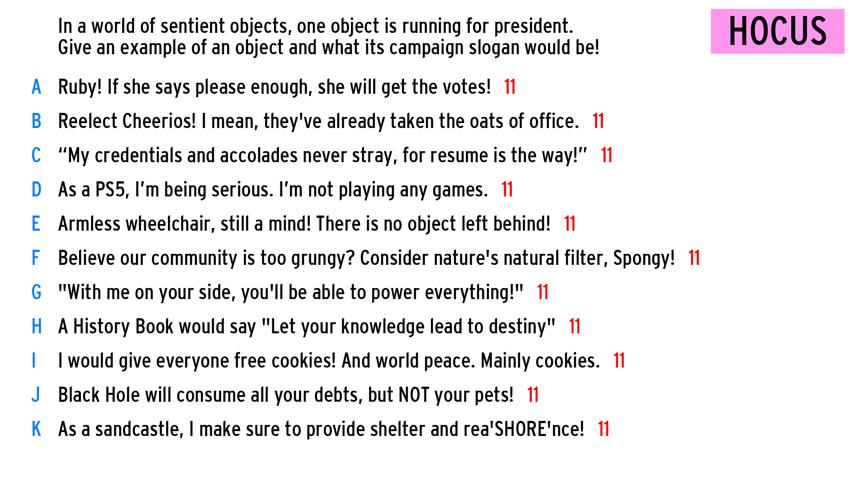 In a world of sentient objects, one object is running for president.
Give an example of an object and what its campaign slogan would be!
HOCUS
A Ruby! If she says please enough, she will get the votes! 11
B Reelect Cheerios! I mean, they've already taken the oats of office. 11
C “My credentials and accolades never stray, for resume is the way!” 11
D As a PS5, I’m being serious. I’m not playing any games. 11
E Armless wheelchair, still a mind! There is no object left behind! 11
F Believe our community is too grungy? Consider nature's natural filter, Spongy! 11
G "With me on your side, you'll be able to power everything!" 11
H A History Book would say "Let your knowledge lead to destiny" 11
I I would give everyone free cookies! And world peace. Mainly cookies. 11
J Black Hole will consume all your debts, but NOT your pets! 11
K As a sandcastle, I make sure to provide shelter and rea'SHORE'nce! 11